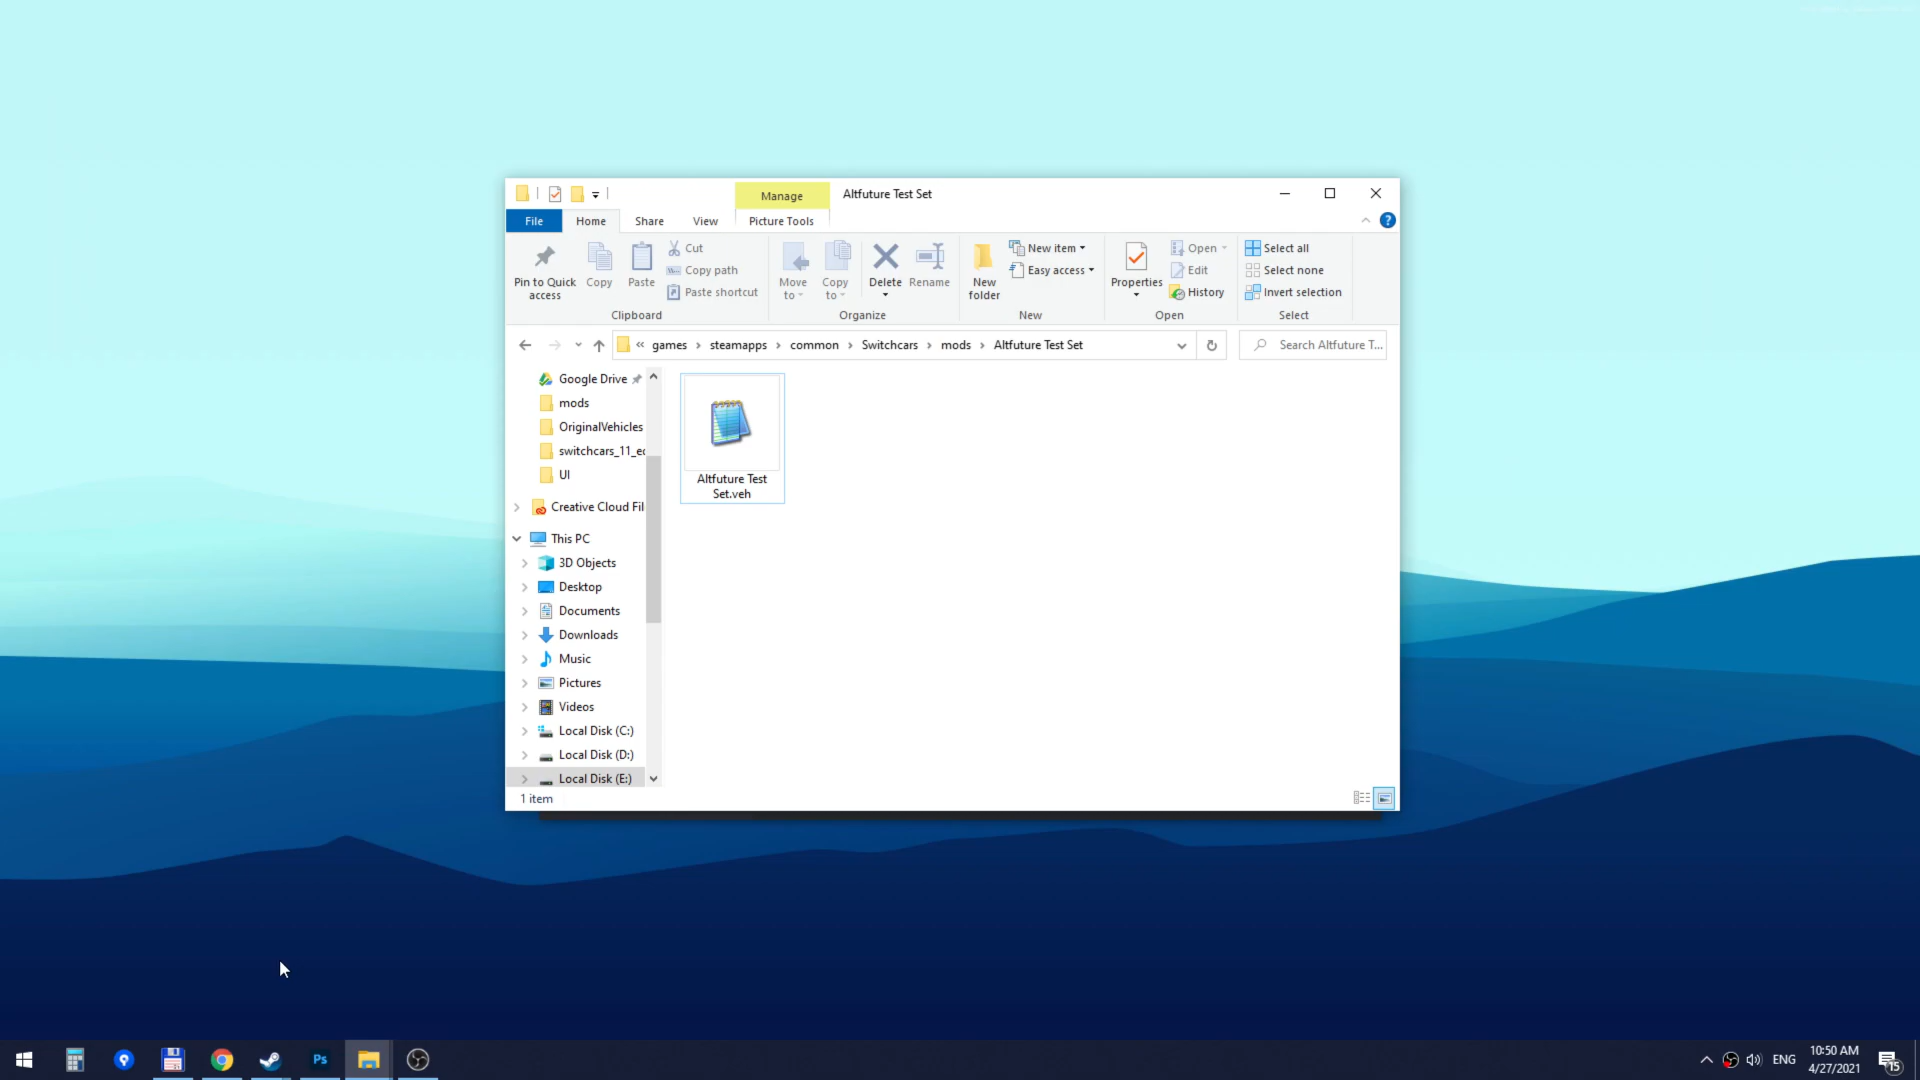 Manage
Altfuture Test Set
File
Home
Share
View
Picture Tools
Pin to Quick
access
Copy
Paste
Cut
Copy path
Paste shortcut
Clipboard
Move
to
Copy
to
Delete
Rename
Organize
New
folder
New item
Easy access
New
Properties
Open
Edit
History
Open
Select all
Select none
Invert selection
Select
« games › steamapps › common › Switchcars › mods › Altfuture Test Set
Search Altfuture T...
Google Drive
mods
OriginalVehicles
switchcars_11_ec
UI
Creative Cloud Fil
This PC
3D Objects
Desktop
Documents
Downloads
Music
Pictures
Videos
Local Disk (C:)
Local Disk (D:)
Local Disk (E:)
Altfuture Test
Set.veh
1 item
Ps
ENG
10:50 AM
4/27/2021
15